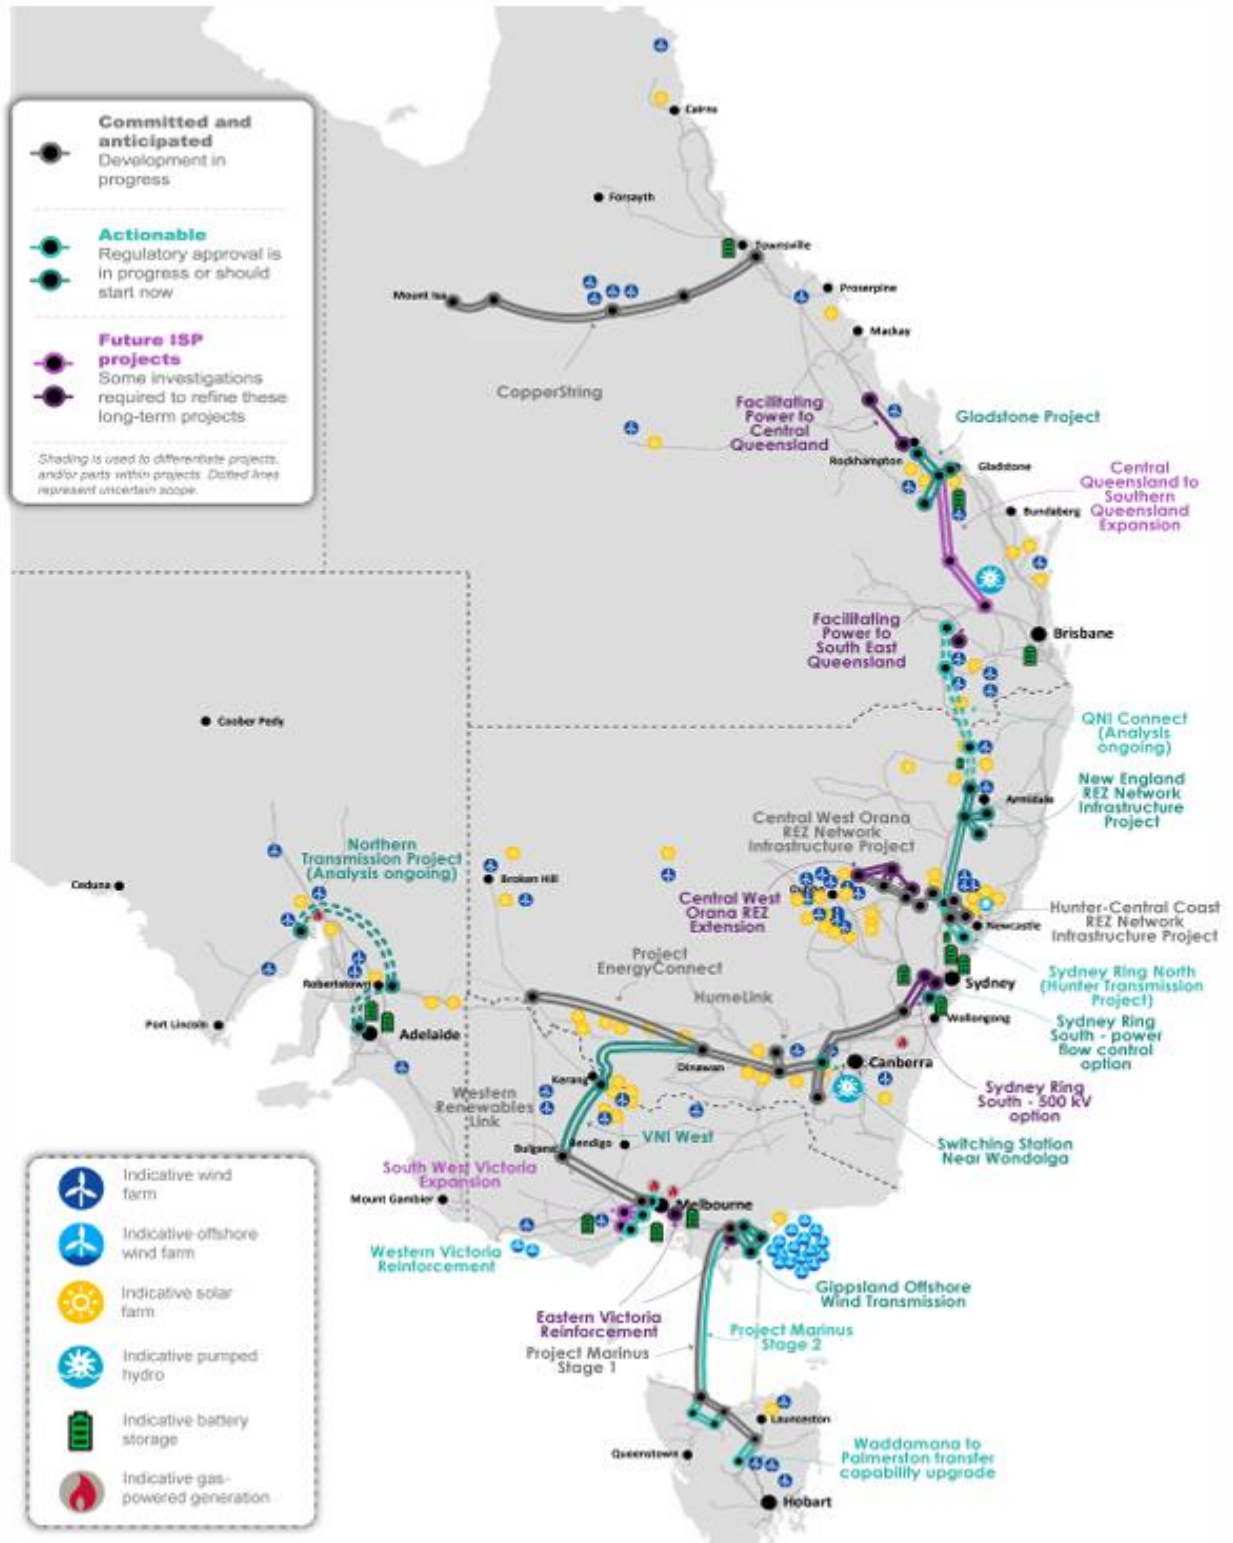 Committed and
anticipated
Development in
progress
Actionable
Regulatory approval is
in progress or should
start now
Future ISP
projects
Some investigations
required to refine these
long-term projects
Shading is used to differentiate projects,
and/or parts within projects. Dotted lines
represent uncertain scope.
Cairns
Forsayth
Townsville
Mount Isa
Proserpine
Mackay
CopperString
Facilitating
Power to
Central
Queensland
Gladstone Project
Rockhampton
Gladstone
Central
Queensland to
Southern
Queensland
Expansion
Bundaberg
Facilitating
Power to
South East
Queensland
Brisbane
Coober Pedy
QNI Connect
(Analysis
ongoing)
New England
REZ Network
Infrastructure
Project
Armidale
Central West Orana
REZ Network
Infrastructure Project
Northern
Transmission Project
(Analysis ongoing)
Ceduna
Broken Hill
Dubbo
Central West
Orana REZ
Extension
Hunter-Central Coast
REZ Network
Infrastructure Project
Newcastle
Project
EnergyConnect
HumeLink
Sydney Ring North
(Hunter Transmission
Project)
Robertstown
Sydney
Port Lincoln
Adelaide
Wollongong
Sydney Ring
South - power
flow control
option
Dinawan
Canberra
Kerang
Western
Renewables
Link
Sydney Ring
South - 500 kV
option
VNI West
Bulgana
Bendigo
Switching Station
Near Wondalga
South West Victoria
Expansion
Mount Gambier
Melbourne
Western Victoria
Reinforcement
Gippsland Offshore
Wind Transmission
Eastern Victoria
Reinforcement
Project Marinus
Stage 2
Project Marinus
Stage 1
Launceston
Queenstown
Waddamana to
Palmerston transfer
capability upgrade
Hobart
Indicative wind
farm
Indicative offshore
wind farm
Indicative solar
farm
Indicative pumped
hydro
Indicative battery
storage
Indicative gas-
powered generation